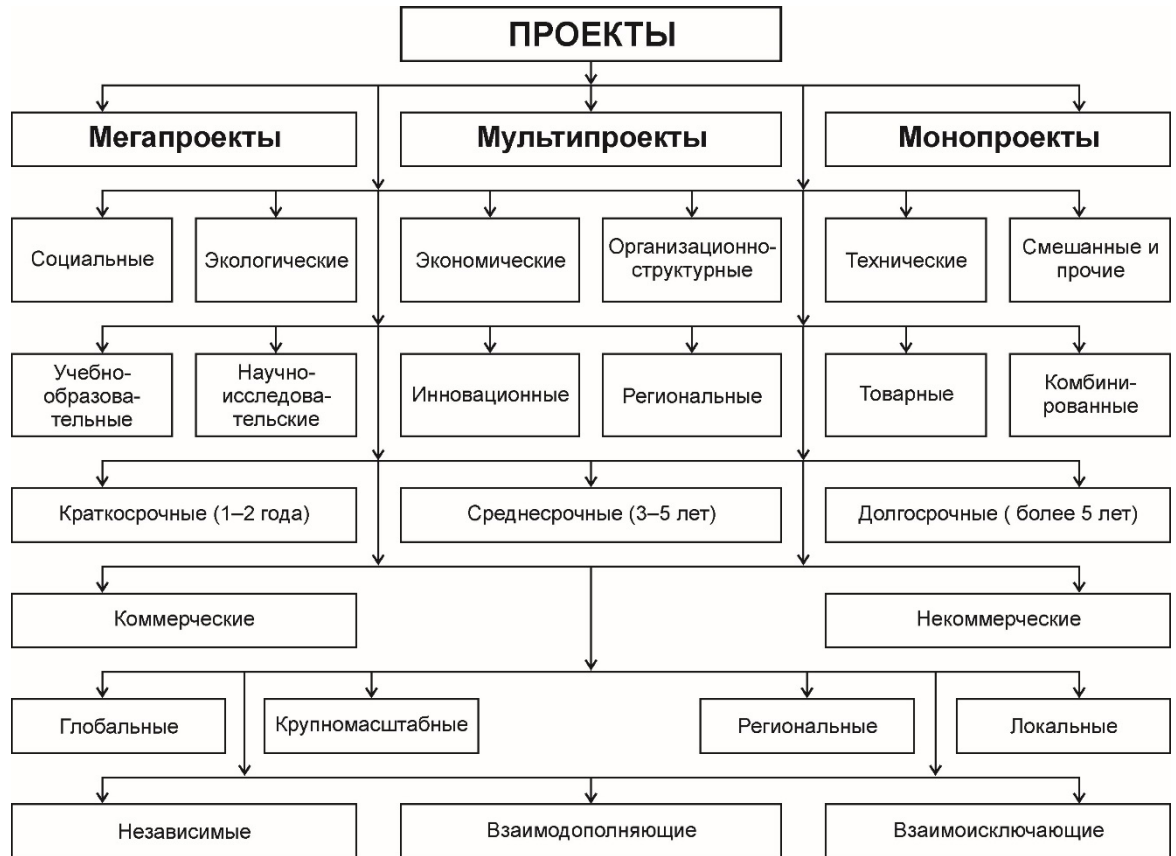 ПРОЕКТЫ
Мегапроекты
Мультипроекты
Монопроекты
Социальные
Экологические
Экономические
Организационно-
структурные
Технические
Смешанные и
прочие
Учебно-
образова-
тельные
Научно-
исследова-
тельские
Инновационные
Региональные
Товарные
Комбини-
рованные
Краткосрочные (1–2 года)
Среднесрочные (3–5 лет)
Долгосрочные ( более 5 лет)
Коммерческие
Некоммерческие
Глобальные
Крупномасштабные
Региональные
Локальные
Независимые
Взаимодополняющие
Взаимоисключающие